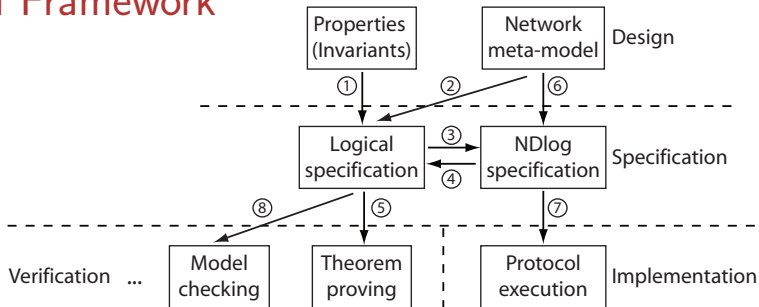 Framework
Properties
(Invariants)
Network
meta-model
Design
①
②
⑥
Logical
specification
③
④
NDlog
specification
Specification
⑧
⑤
⑦
Verification ...
Model
checking
Theorem
proving
Protocol
execution
Implementation